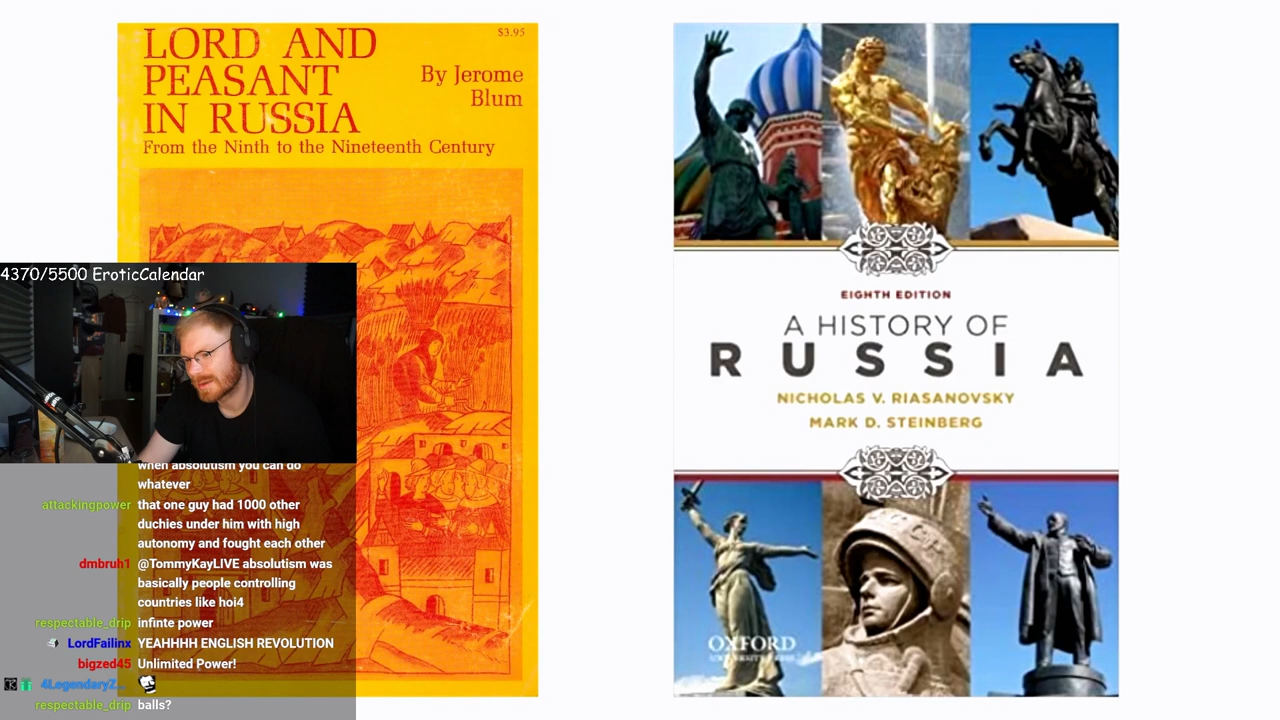 LORD AND
PEASANT
IN RUSSIA
$3.95
By Jerome
Blum
From the Ninth to the Nineteenth Century
EIGHTH EDITION
A HISTORY OF
RUSSIA
NICHOLAS V. RIASANOVSKY
MARK D. STEINBERG
OXFORD
UNIVERSITY PRESS
4370/5500 EroticCalendar
when absolutism you can do
whatever
attackingpower that one guy had 1000 other
duchies under him with high
autonomy and fought each other
dmbruh1 @TommyKayLIVE absolutism was
basically people controlling
countries like hoi4
respectable_drip infinte power
LordFailinx YEAHHHH ENGLISH REVOLUTION
bigzed45 Unlimited Power!
4LegendaryZ...
respectable_drip balls?